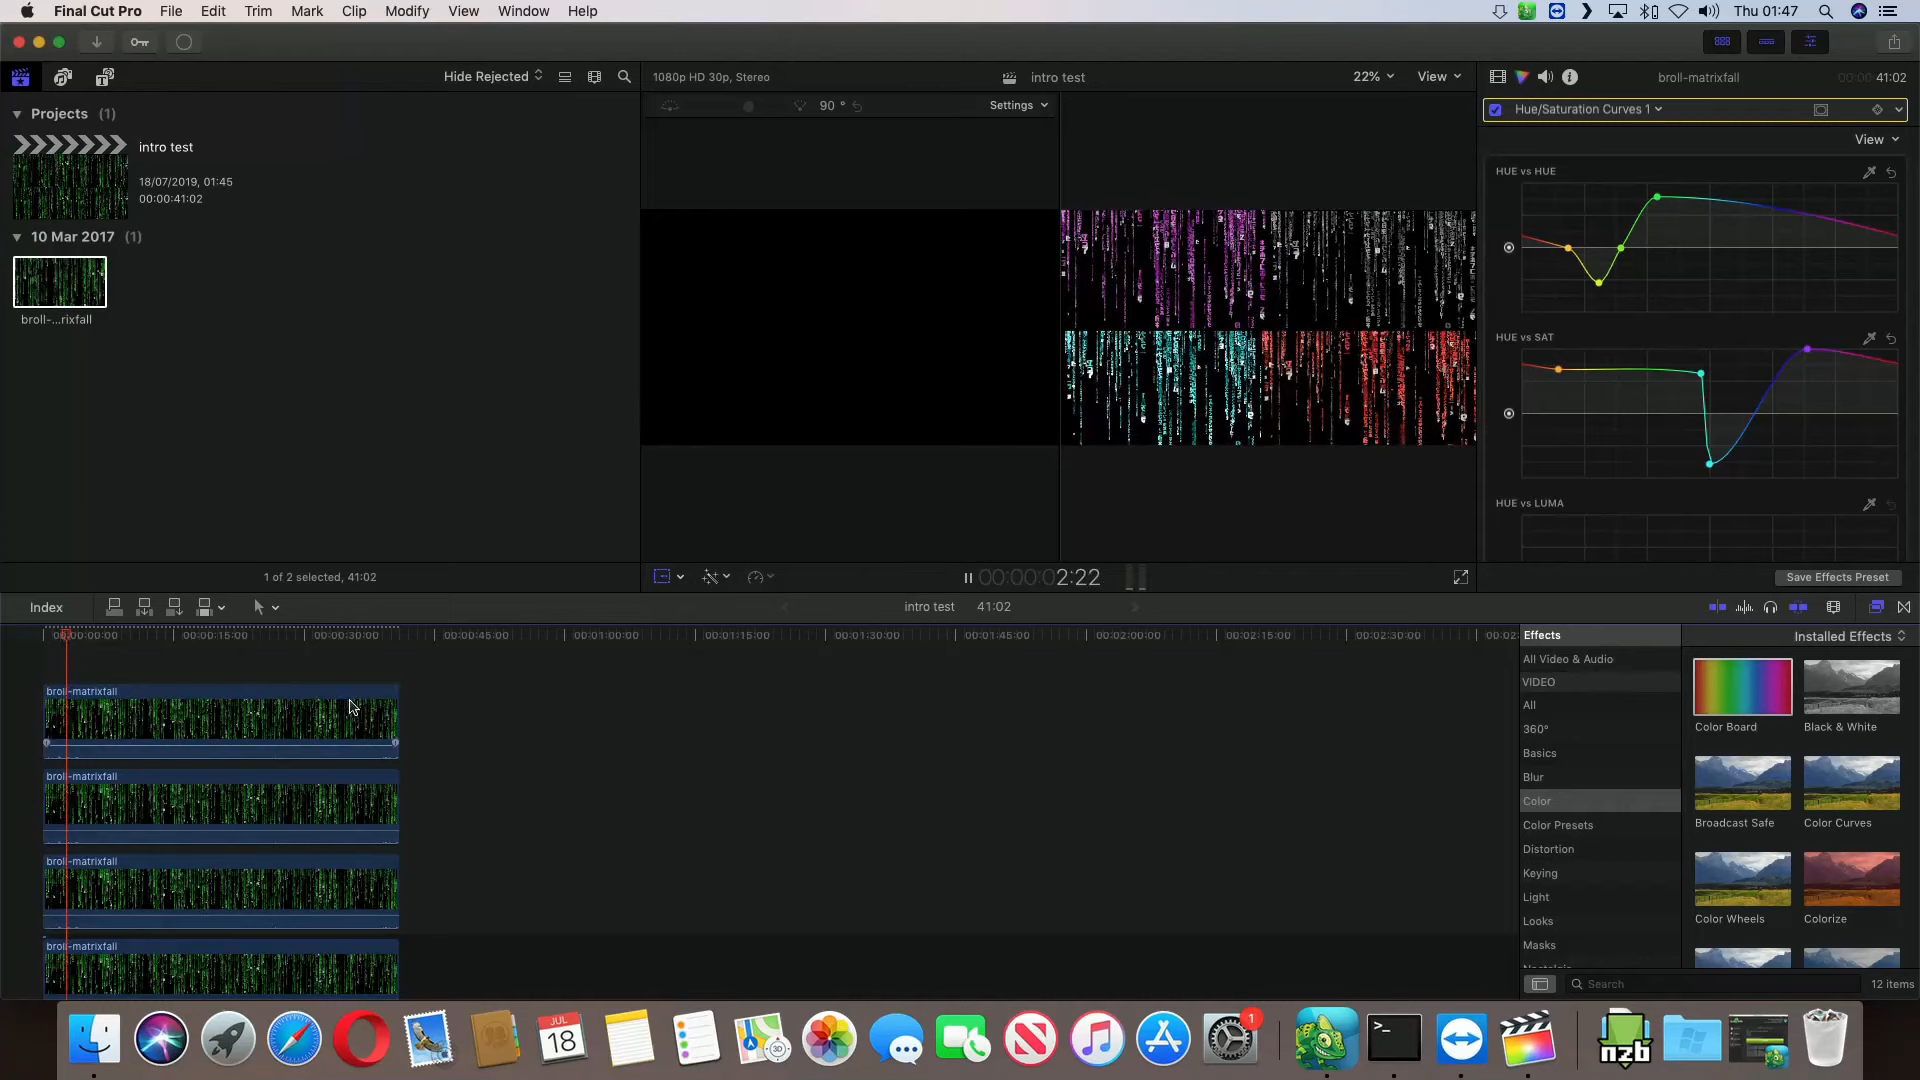 Final Cut Pro File Edit Trim Mark Clip Modify View Window Help Thu 01:47
Hide Rejected 1080p HD 30p, Stereo intro test 22% View broll-matrixfall 00:00:41:02
90 ° Settings Hue/Saturation Curves 1
Projects (1)
View
intro test
18/07/2019, 01:45
00:00:41:02
10 Mar 2017 (1)
broll-...rixfall
HUE vs HUE
HUE vs SAT
HUE vs LUMA
1 of 2 selected, 41:02
00:00:02:22
Save Effects Preset
Index
intro test 41:02
00:00:00:00 00:00:15:00 00:00:30:00 00:00:45:00 00:01:00:00 00:01:15:00 00:01:30:00 00:01:45:00 00:02:00:00 00:02:15:00 00:02:30:00 00:02:
broll-matrixfall
broll-matrixfall
broll-matrixfall
broll-matrixfall
Effects
All Video & Audio
VIDEO
All
360°
Basics
Blur
Color
Color Presets
Distortion
Keying
Light
Looks
Masks
Installed Effects
Color Board Black & White
Broadcast Safe Color Curves
Color Wheels Colorize
Search 12 items
JUL
18
3D
1
nzb